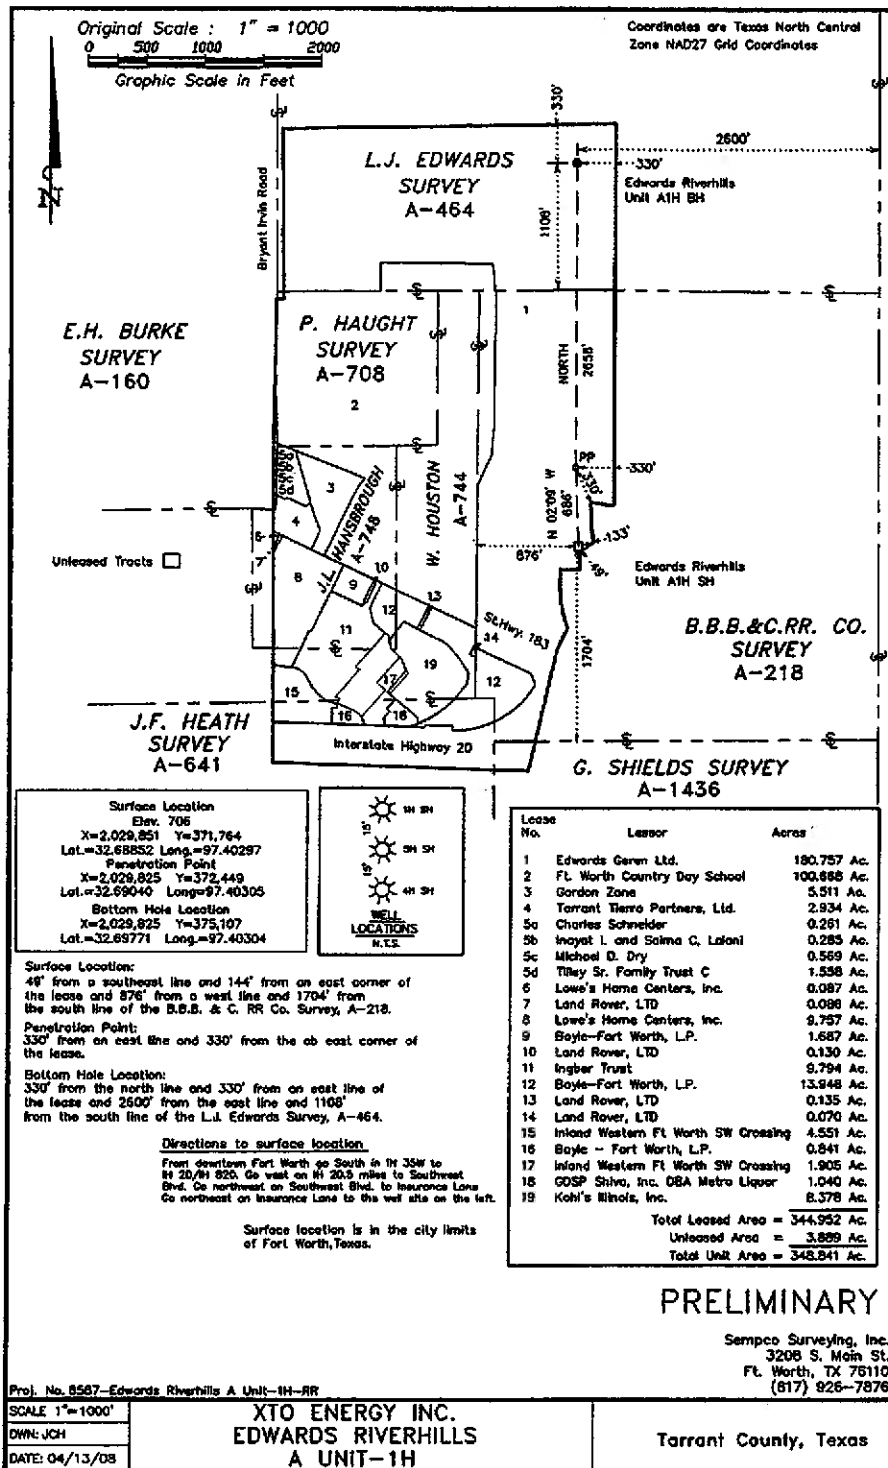 Original Scale : 1" = 1000
0 500 1000 2000
Graphic Scale in Feet
Coordinates are Texas North Central
Zone NAD27 Grid Coordinates
330'
2600'
L.J. EDWARDS
SURVEY
A-464
330'
Edwards Riverhills
Unit A1H BH
1108'
Bryant Irvin Road
1
E.H. BURKE
SURVEY
A-160
P. HAUGHT
SURVEY
A-708
2
NORTH
2658'
PP
330'
330'
3
4
J.L. HANSBROUGH
A-748
W. HOUSTON
A-744
N 02°09' W
686'
133'
876'
49'
6
7
Unleased Tracts
8
9
10
Edwards Riverhills
Unit A1H SH
12
13
St.Hwy. 183
14
11
19
12
1704'
B.B.B.&C.RR. CO.
SURVEY
A-218
15
17
16
18
J.F. HEATH
SURVEY
A-641
Interstate Highway 20
G. SHIELDS SURVEY
A-1436
Surface Location
Elev. 706
X=2,029,851 Y=371,764
Lat.=32.68852 Long.=97.40297
Penetration Point
X=2,029,825 Y=372,449
Lat.=32.69040 Long=97.40305
Bottom Hole Location
X=2,029,825 Y=375,107
Lat.=32.69771 Long.=97.40304
1H SH
15'
5H SH
15'
4H SH
WELL
LOCATIONS
N.T.S.
Lease
No. Lessor Acres
1 Edwards Geren Ltd. 180.757 Ac.
2 Ft. Worth Country Day School 100.668 Ac.
3 Gordon Zone 5.511 Ac.
4 Tarrant Tierra Partners, Ltd. 2.934 Ac.
5a Charles Schneider 0.261 Ac.
5b Inayat I. and Salma C. Lalani 0.285 Ac.
5c Michael D. Dry 0.569 Ac.
5d Tilley Sr. Family Trust C 1.558 Ac.
6 Lowe's Home Centers, Inc. 0.087 Ac.
7 Land Rover, LTD 0.086 Ac.
8 Lowe's Home Centers, Inc. 9.757 Ac.
9 Boyle-Fort Worth, L.P. 1.687 Ac.
10 Land Rover, LTD 0.130 Ac.
11 Ingber Trust 9.794 Ac.
12 Boyle-Fort Worth, L.P. 13.948 Ac.
13 Land Rover, LTD 0.135 Ac.
14 Land Rover, LTD 0.070 Ac.
15 Inland Western Ft Worth SW Crossing 4.551 Ac.
16 Boyle - Fort Worth, L.P. 0.841 Ac.
17 Inland Western Ft Worth SW Crossing 1.905 Ac.
18 GDSP Shiva, Inc. DBA Metro Liquor 1.040 Ac.
19 Kohl's Illinois, Inc. 8.378 Ac.
Total Leased Area = 344.952 Ac.
Unleased Area = 3.889 Ac.
Total Unit Area = 348.841 Ac.
Surface Location:
49' from a southeast line and 144' from an east corner of
the lease and 876' from a west line and 1704' from
the south line of the B.B.B. & C. RR Co. Survey, A-218.
Penetration Point:
330' from an east line and 330' from the ab east corner of
the lease.
Bottom Hole Location:
330' from the north line and 330' from an east line of
the lease and 2600' from the east line and 1108'
from the south line of the L.J. Edwards Survey, A-464.
Directions to surface location
From downtown Fort Worth go South in IH 35W to
IH 20/IH 820. Go west on IH 20.5 miles to Southwest
Blvd. Go northwest on Southwest Blvd. to Insurance Lane
Go northeast on Insurance Lane to the well site on the left.
Surface location is in the city limits
of Fort Worth, Texas.
PRELIMINARY
Sempco Surveying, Inc.
3208 S. Main St.
Ft. Worth, TX 76110
(817) 926-7876
Proj. No. 8567-Edwards Riverhills A Unit-1H-RR
SCALE 1"=1000'
DWN: JCH
DATE: 04/13/08
XTO ENERGY INC.
EDWARDS RIVERHILLS
A UNIT-1H
Tarrant County, Texas